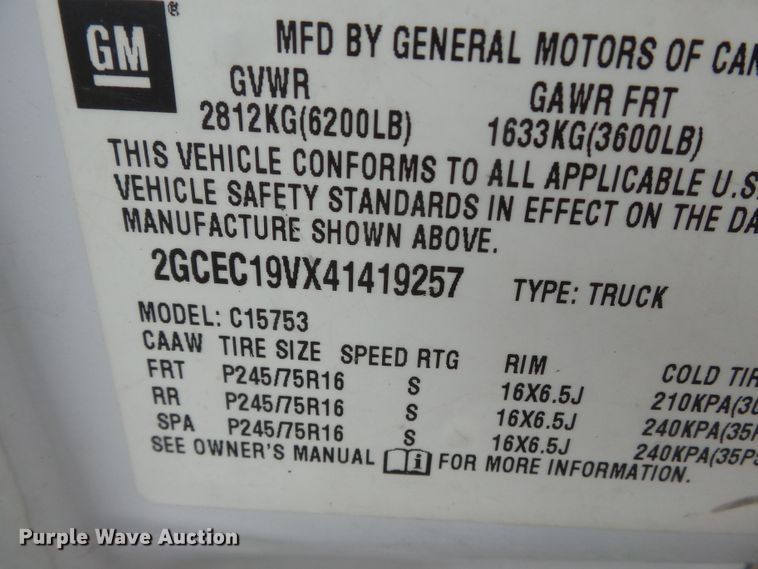 GM ®
MFD BY GENERAL MOTORS OF CAN
GVWR GAWR FRT
2812KG(6200LB) 1633KG(3600LB)
THIS VEHICLE CONFORMS TO ALL APPLICABLE U.S.
VEHICLE SAFETY STANDARDS IN EFFECT ON THE DA
MANUFACTURE SHOWN ABOVE.
2GCEC19VX41419257 TYPE: TRUCK
MODEL: C15753
CAAW TIRE SIZE SPEED RTG RIM COLD TIR
FRT P245/75R16 S 16X6.5J 210KPA(30
RR P245/75R16 S 16X6.5J 240KPA(35P
SPA P245/75R16 S 16X6.5J 240KPA(35PS
SEE OWNER'S MANUAL FOR MORE INFORMATION.
Purple Wave Auction